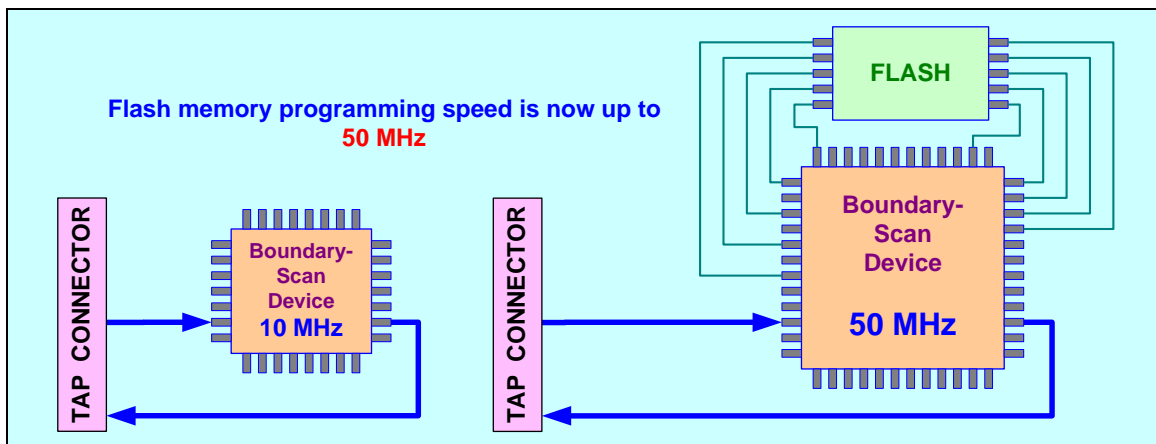 Flash memory programming speed is now up to
50 MHz
FLASH
TAP CONNECTOR
Boundary-
Scan
Device
10 MHz
TAP CONNECTOR
Boundary-
Scan
Device
50 MHz